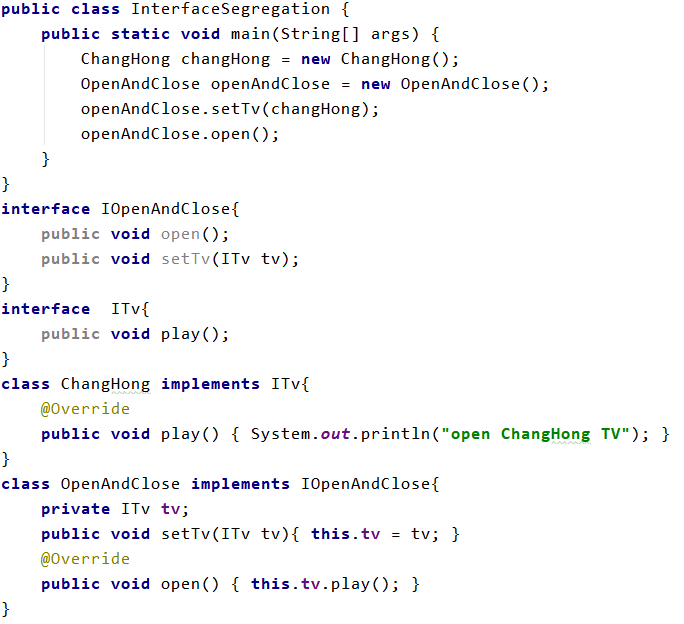 public class InterfaceSegregation {
    public static void main(String[] args) {
        ChangHong changHong = new ChangHong();
        OpenAndClose openAndClose = new OpenAndClose();
        openAndClose.setTv(changHong);
        openAndClose.open();
    }
}
interface IOpenAndClose{
    public void open();
    public void setTv(ITv tv);
}
interface  ITv{
    public void play();
}
class ChangHong implements ITv{
    @Override
    public void play() { System.out.println("open ChangHong TV"); }
}
class OpenAndClose implements IOpenAndClose{
    private ITv tv;
    public void setTv(ITv tv){ this.tv = tv; }
    @Override
    public void open() { this.tv.play(); }
}